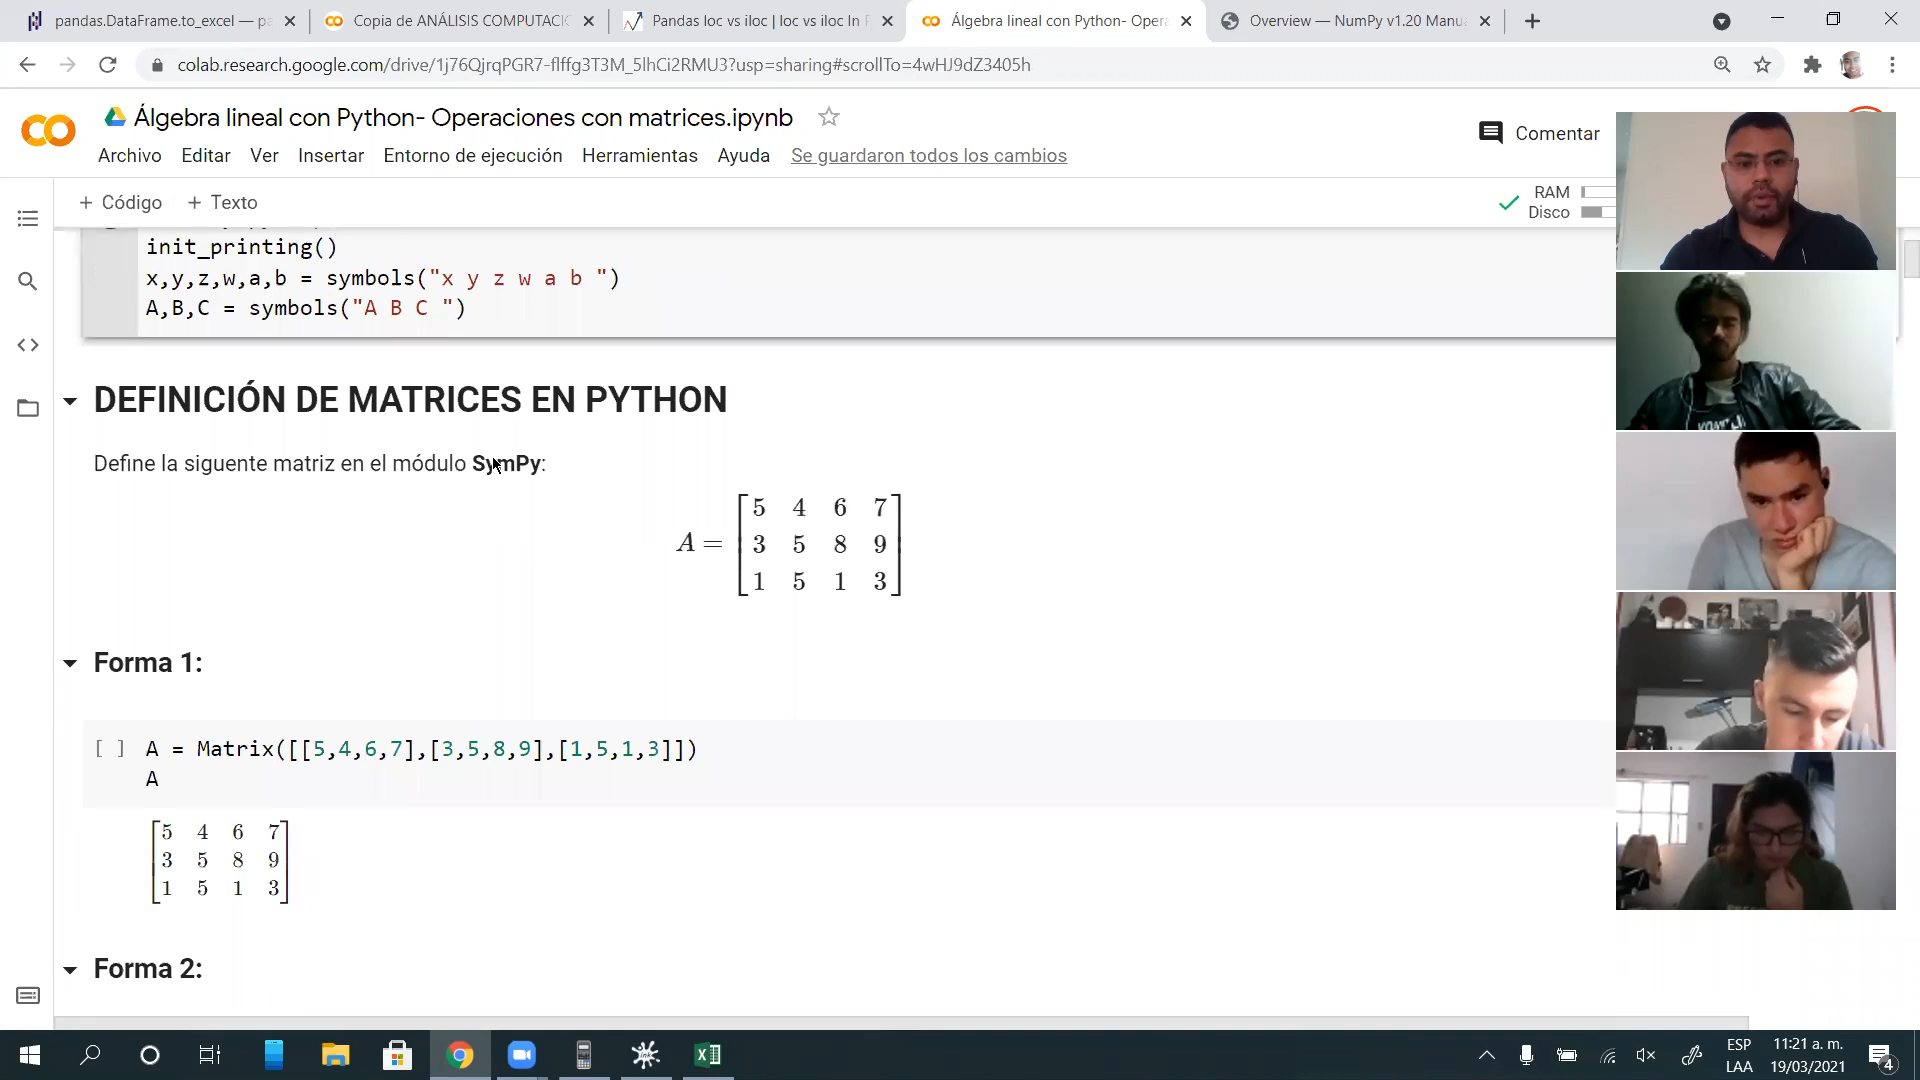 pandas.DataFrame.to_excel — pa
Copia de ANÁLISIS COMPUTACI
Pandas loc vs iloc | loc vs iloc In P
Álgebra lineal con Python- Opera
Overview — NumPy v1.20 Manu
colab.research.google.com/drive/1j76QjrqPGR7-flffg3T3M_5lhCi2RMU3?usp=sharing#scrollTo=4wHJ9dZ3405h
CO
Álgebra lineal con Python- Operaciones con matrices.ipynb
Comentar
Archivo Editar Ver Insertar Entorno de ejecución Herramientas Ayuda Se guardaron todos los cambios
+ Código + Texto
RAM
Disco
init_printing()
x,y,z,w,a,b = symbols("x y z w a b ")
A,B,C = symbols("A B C ")
DEFINICIÓN DE MATRICES EN PYTHON
Define la siguente matriz en el módulo SymPy:
5 4 6 7
A = 3 5 8 9
1 5 1 3
Forma 1:
[ ] A = Matrix([[5,4,6,7],[3,5,8,9],[1,5,1,3]])
A
5 4 6 7
3 5 8 9
1 5 1 3
Forma 2:
ESP
LAA
11:21 a. m.
19/03/2021
4